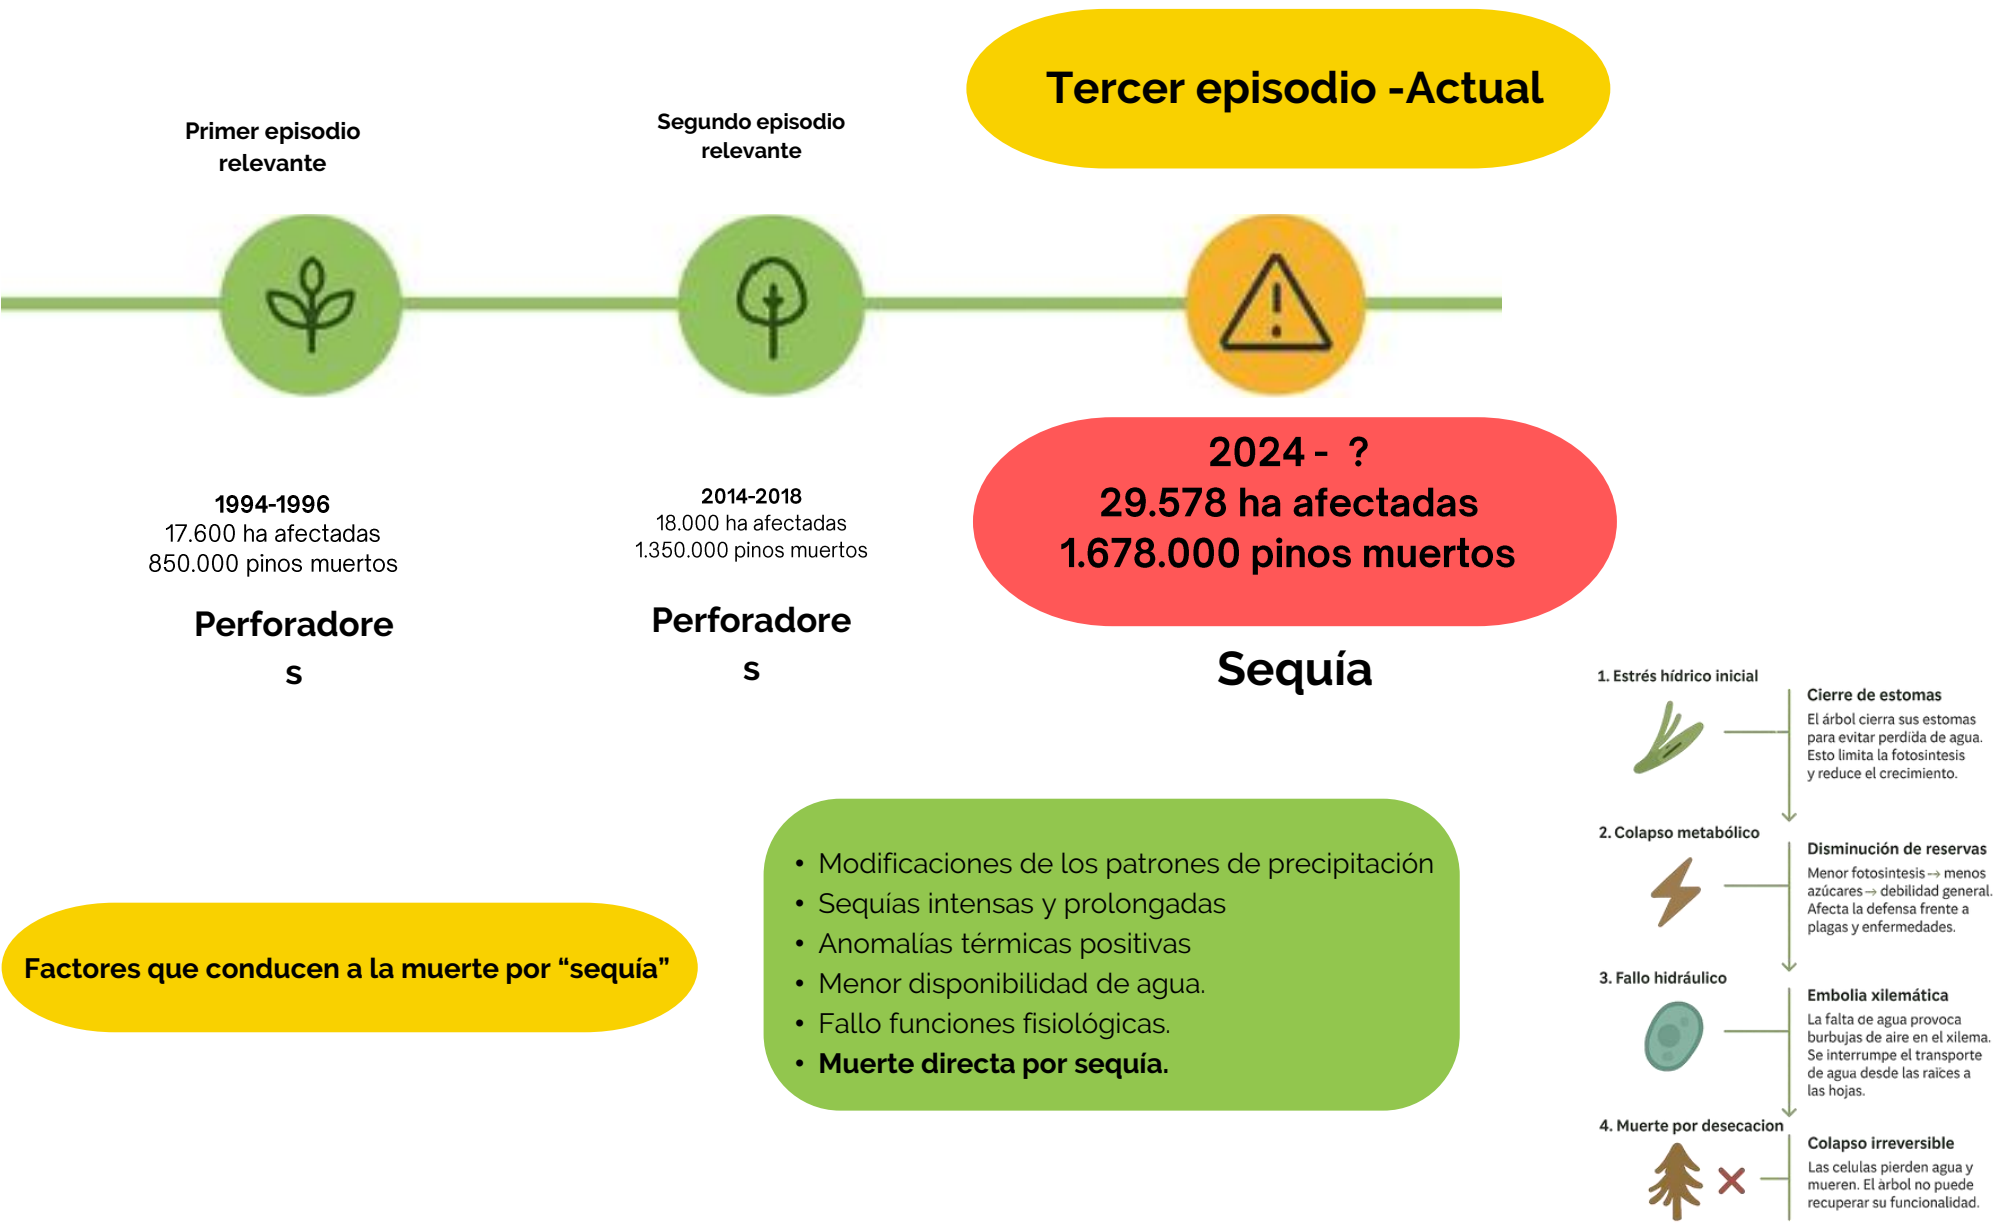 Tercer episodio -Actual
Primer episodio
relevante
Segundo episodio
relevante
1994-1996
17.600 ha afectadas
850.000 pinos muertos
Perforadore
s
2014-2018
18.000 ha afectadas
1.350.000 pinos muertos
Perforadore
s
2024 - ?
29.578 ha afectadas
1.678.000 pinos muertos
Sequía
Factores que conducen a la muerte por “sequía”
• Modificaciones de los patrones de precipitación
• Sequías intensas y prolongadas
• Anomalías térmicas positivas
• Menor disponibilidad de agua.
• Fallo funciones fisiológicas.
• Muerte directa por sequía.
1. Estrés hídrico inicial
Cierre de estomas
El árbol cierra sus estomas
para evitar perdida de agua.
Esto limita la fotosintesis
y reduce el crecimiento.
2. Colapso metabólico
Disminución de reservas
Menor fotosintesis → menos
azúcares → debilidad general.
Afecta la defensa frente a
plagas y enfermedades.
3. Fallo hidráulico
Embolia xilemática
La falta de agua provoca
burbujas de aire en el xilema.
Se interrumpe el transporte
de agua desde las raíces a
las hojas.
4. Muerte por desecacion
Colapso irreversible
Las celulas pierden agua y
mueren. El àrbol no puede
recuperar su funcionalidad.